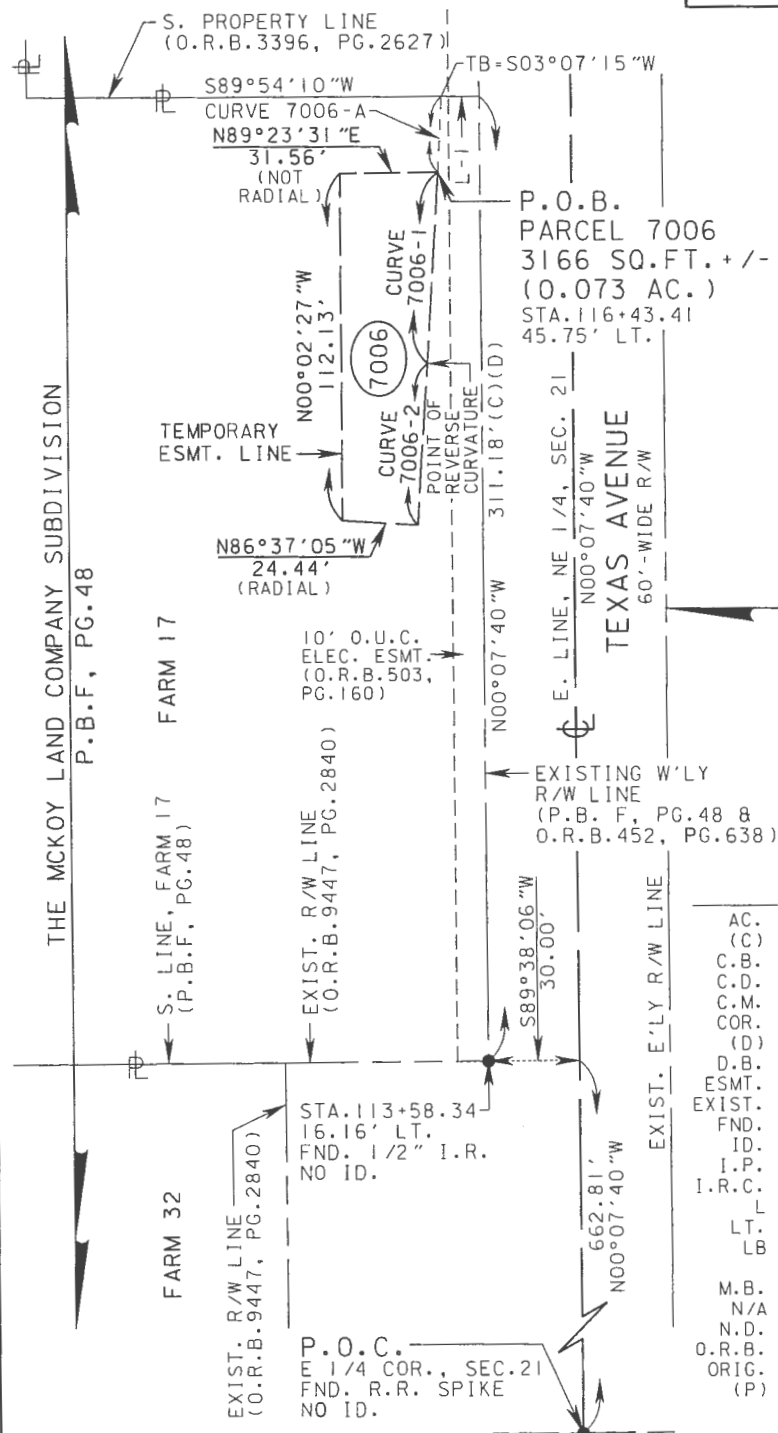 S. PROPERTY LINE
(O.R.B.3396, PG.2627)
TB=S03°07'15"W
S89°54'10"W
CURVE 7006-A
N89°23'31"E
31.56'
(NOT
RADIAL)
L-1
P.O.B.
PARCEL 7006
3166 SQ.FT.+/-
(0.073 AC.)
STA.116+43.41
45.75' LT.
CURVE
7006-1
N00°02'27"W
112.13'
7006
CURVE
7006-2
POINT OF
REVERSE
CURVATURE
311.18'(C)(D)
N00°07'40"W
E. LINE, NE 1/4, SEC. 21
N00°07'40"W
TEXAS AVENUE
60'-WIDE R/W
TEMPORARY
ESMT. LINE
N86°37'05"W
24.44'
(RADIAL)
THE MCKOY LAND COMPANY SUBDIVISION
P.B.F, PG.48
FARM 17
10' O.U.C.
ELEC. ESMT.
(O.R.B.503,
PG.160)
EXISTING W'LY
R/W LINE
(P.B. F, PG.48 &
O.R.B.452, PG.638)
S. LINE, FARM 17
(P.B.F, PG.48)
EXIST. R/W LINE
(O.R.B.9447, PG.2840)
S89°38'06"W
30.00'
EXIST. E'LY R/W LINE
STA.113+58.34
16.16' LT.
FND. 1/2" I.R.
NO ID.
FARM 32
EXIST. R/W LINE
(O.R.B.9447, PG.2840)
662.81'
N00°07'40"W
P.O.C.
E 1/4 COR., SEC.21
FND. R.R. SPIKE
NO ID.
AC.
(C)
C.B.
C.D.
C.M.
COR.
(D)
D.B.
ESMT.
EXIST.
FND.
ID.
I.P.
I.R.C.
L
LT.
LB
M.B.
N/A
N.D.
O.R.B.
ORIG.
(P)